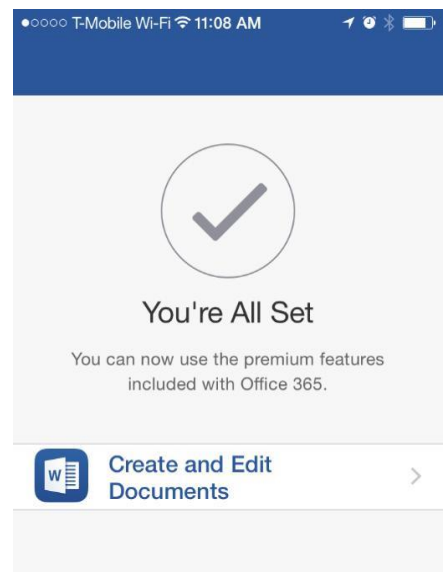 T-Mobile Wi-Fi 11:08 AM
You're All Set
You can now use the premium features
included with Office 365.
W
Create and Edit
Documents